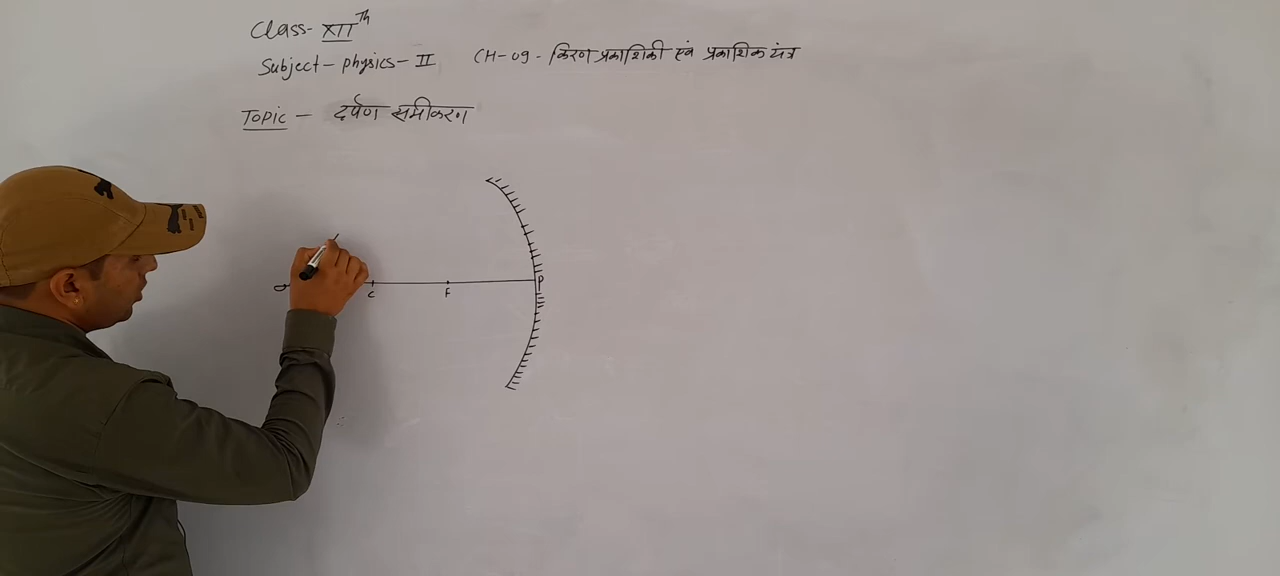 Class- XII Th
Subject - physics - II CH-09 - किरण प्रकाशिकी एवं प्रकाशिक यंत्र
Topic - दर्पण समीकरण
C F P